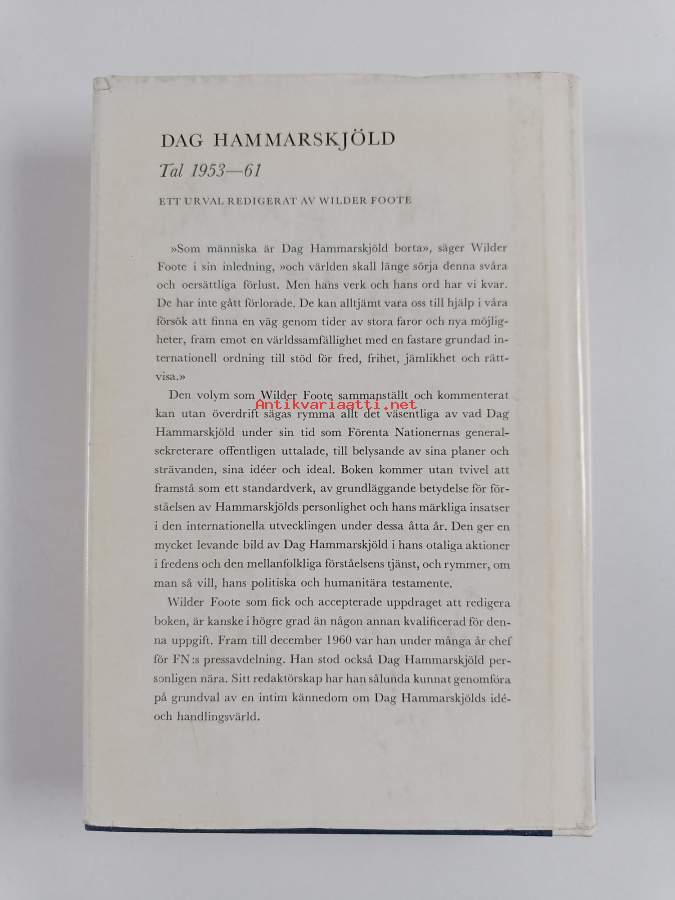 DAG HAMMARSKJÖLD
Tal 1953—61
ETT URVAL REDIGERAT AV WILDER FOOTE
»Som människa är Dag Hammarskjöld borta», säger Wilder
Foote i sin inledning, »och världen skall länge sörja denna svåra
och oersättliga förlust. Men hans verk och hans ord har vi kvar.
De har inte gått förlorade. De kan alltjämt vara oss till hjälp i våra
försök att finna en väg genom tider av stora faror och nya möjlig-
heter, fram emot en världssamfällighet med en fastare grundad in-
ternationell ordning till stöd för fred, frihet, jämlikhet och rätt-
visa.»
Den volym som Wilder Foote sammanställt och kommenterat
Antikvariaatti.net
kan utan överdrift sägas rymma allt det väsentliga av vad Dag
Hammarskjöld under sin tid som Förenta Nationernas general-
sekreterare offentligen uttalade, till belysande av sina planer och
strävanden, sina idéer och ideal. Boken kommer utan tvivel att
framstå som ett standardverk, av grundläggande betydelse för för-
ståelsen av Hammarskjölds personlighet och hans märkliga insatser
i den internationella utvecklingen under dessa åtta år. Den ger en
mycket levande bild av Dag Hammarskjöld i hans otaliga aktioner
i fredens och den mellanfolkliga förståelsens tjänst, och rymmer, om
man så vill, hans politiska och humanitära testamente.
Wilder Foote som fick och accepterade uppdraget att redigera
boken, är kanske i högre grad än någon annan kvalificerad för den-
na uppgift. Fram till december 1960 var han under många år chef
för FN:s pressavdelning. Han stod också Dag Hammarskjöld per-
sonligen nära. Sitt redaktörskap har han sålunda kunnat genomföra
på grundval av en intim kännedom om Dag Hammarskjölds idé-
och handlingsvärld.